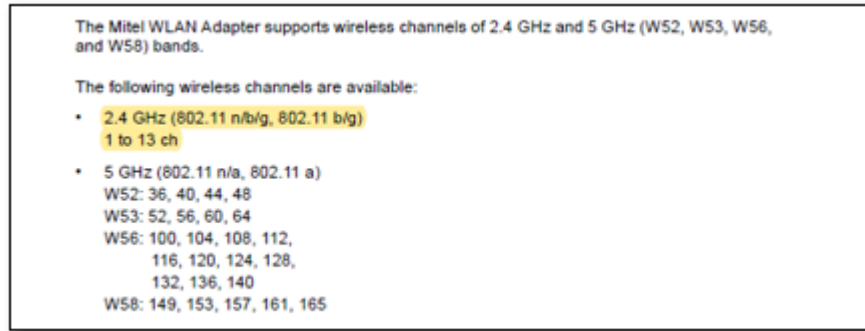 The Mitel WLAN Adapter supports wireless channels of 2.4 GHz and 5 GHz (W52, W53, W56,
and W58) bands.
The following wireless channels are available:
• 2.4 GHz (802.11 n/b/g, 802.11 b/g)
1 to 13 ch
• 5 GHz (802.11 n/a, 802.11 a)
W52: 36, 40, 44, 48
W53: 52, 56, 60, 64
W56: 100, 104, 108, 112,
116, 120, 124, 128,
132, 136, 140
W58: 149, 153, 157, 161, 165